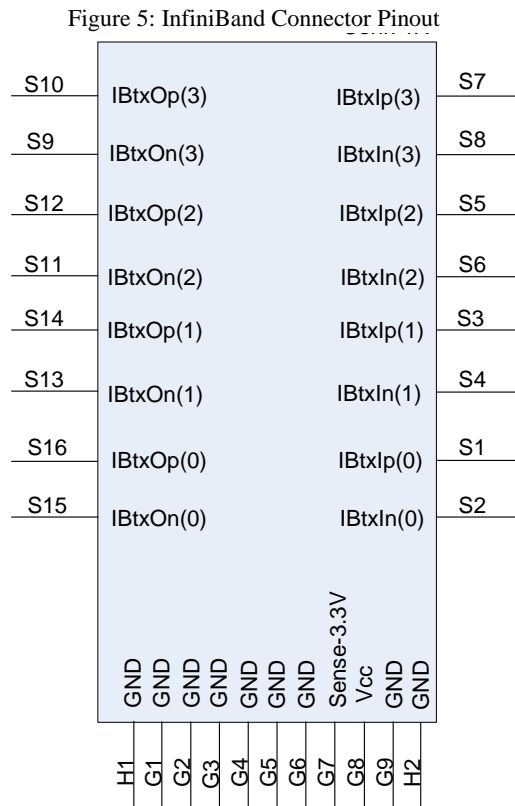 Figure 5: InfiniBand Connector Pinout
S10 IBtxOp(3) IBtxIp(3) S7
S9 IBtxOn(3) IBtxIn(3) S8
S12 IBtxOp(2) IBtxIp(2) S5
S11 IBtxOn(2) IBtxIn(2) S6
S14 IBtxOp(1) IBtxIp(1) S3
S13 IBtxOn(1) IBtxIn(1) S4
S16 IBtxOp(0) IBtxIp(0) S1
S15 IBtxOn(0) IBtxIn(0) S2
GND GND GND GND GND GND GND Sense-3.3V Vcc GND GND
H1 G1 G2 G3 G4 G5 G6 G7 G8 G9 H2